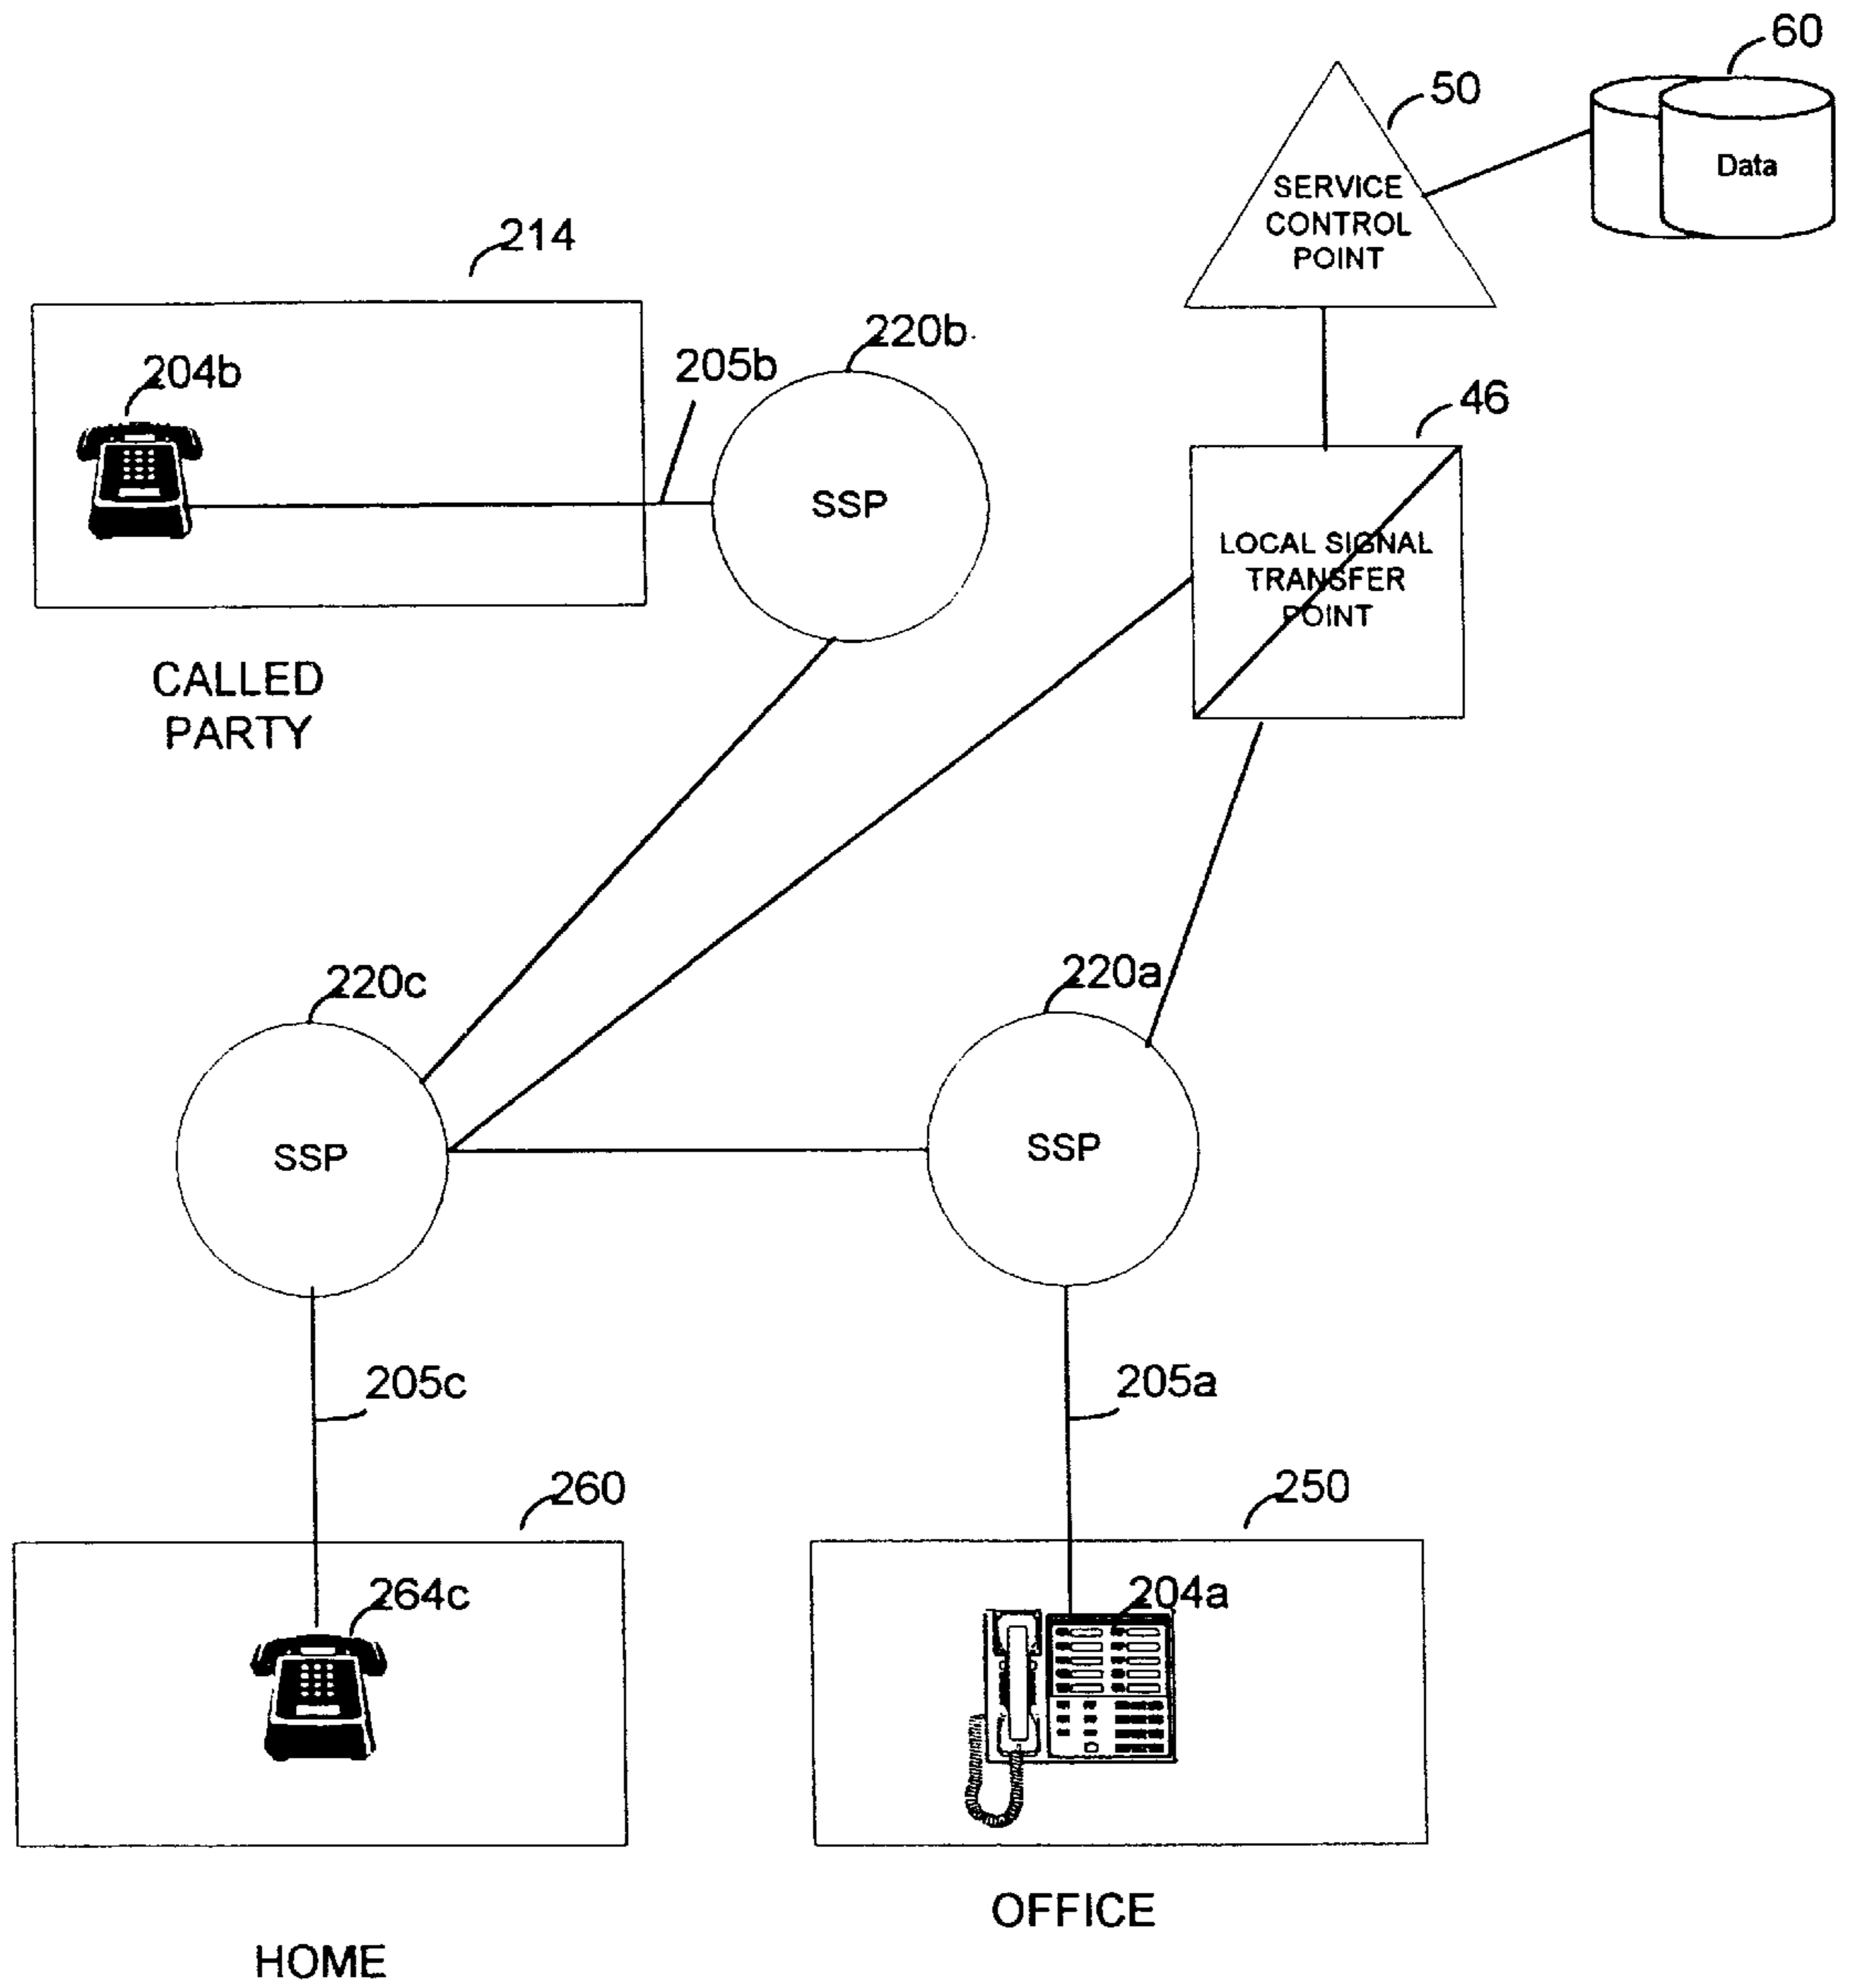 60
50
Data
SERVICE
CONTROL
POINT
214
220b
204b
205b
46
SSP
LOCAL SIGNAL
TRANSFER
POINT
CALLED
PARTY
220c
220a
SSP
SSP
205c
205a
260
250
264c
204a
OFFICE
HOME